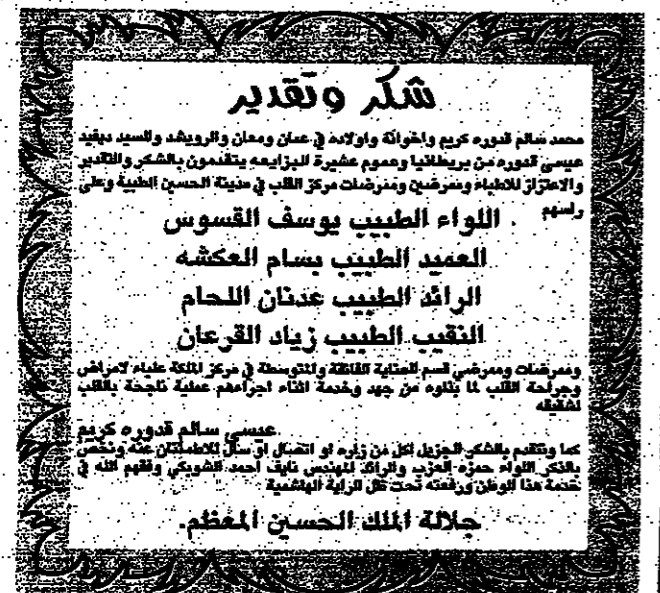 شكر وتقدير
محمد سالم قدوره كريم واخوانه واولاده في عمان ومعان والرويشد والسيد ديفيد
عيسى قدوره من بريطانيا وعموم عشيرة البزايعه يتقدمون بالشكر والتقدير
والاعتزاز للاطباء وممرضين وممرضات مركز القلب في مدينة الحسين الطبية وعلى
راسهم
اللواء الطبيب يوسف القسوس
العميد الطبيب بسام العكشه
الرائد الطبيب عدنان اللحام
النقيب الطبيب زياد القرعان
وممرضات وممرضي قسم العناية الفائقة والمتوسطة في مركز الملكة علياء لامراض
وجراحة القلب لما بذلوه من جهد وخدمة اثناء اجراءهم عملية ناجحة بالقلب
لشقيقه
عيسى سالم قدوره كريم
كما ونتقدم بالشكر الجزيل لكل من زاره او اتصال او سأل للاطمئنان عنه ونخص
بالذكر اللواء حمزه العزب والرائد المهندس نايف احمد الشوبكي وفقهم الله في
خدمة هذا الوطن ورفعته تحت ظل الراية الهاشمية
جلالة الملك الحسين المعظم.